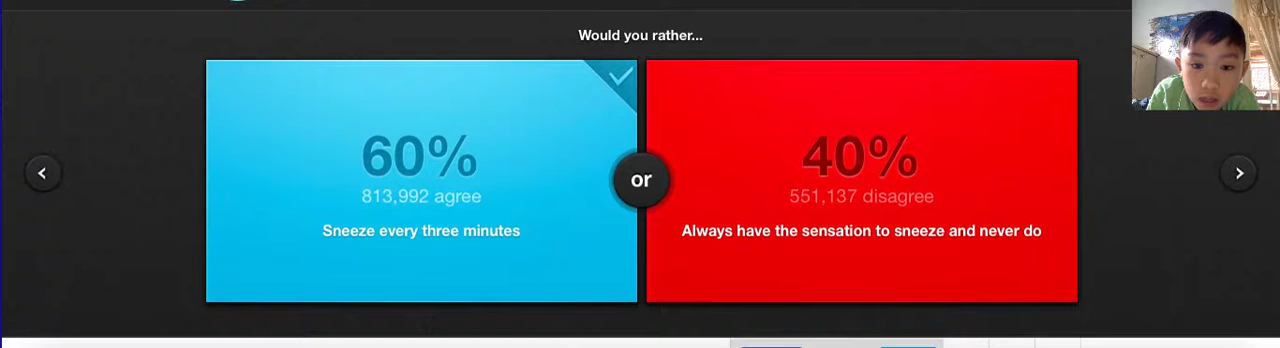 Would you rather...
60%
813,992 agree
Sneeze every three minutes
or
40%
551,137 disagree
Always have the sensation to sneeze and never do